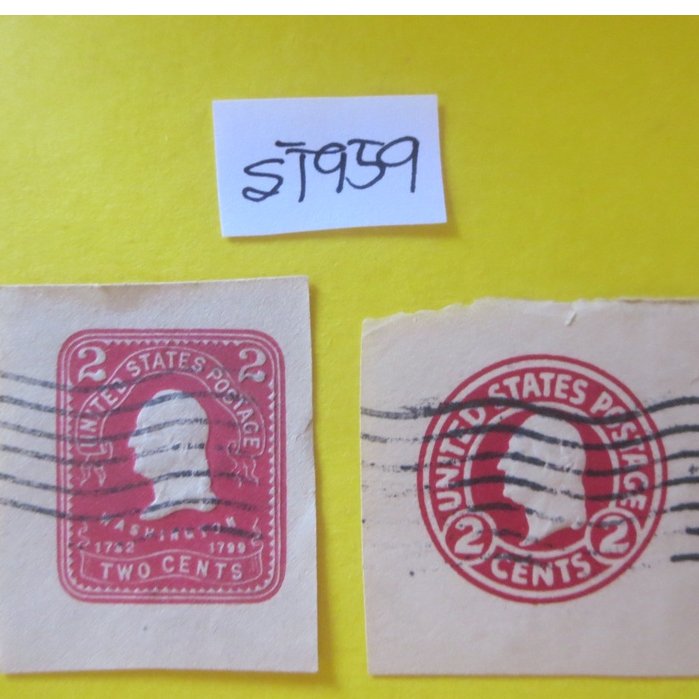 ST959
2 2
UNITED STATES POSTAGE
WASHINGTON
1732 1799
TWO CENTS
UNITED STATES POSTAGE
2 2
CENTS